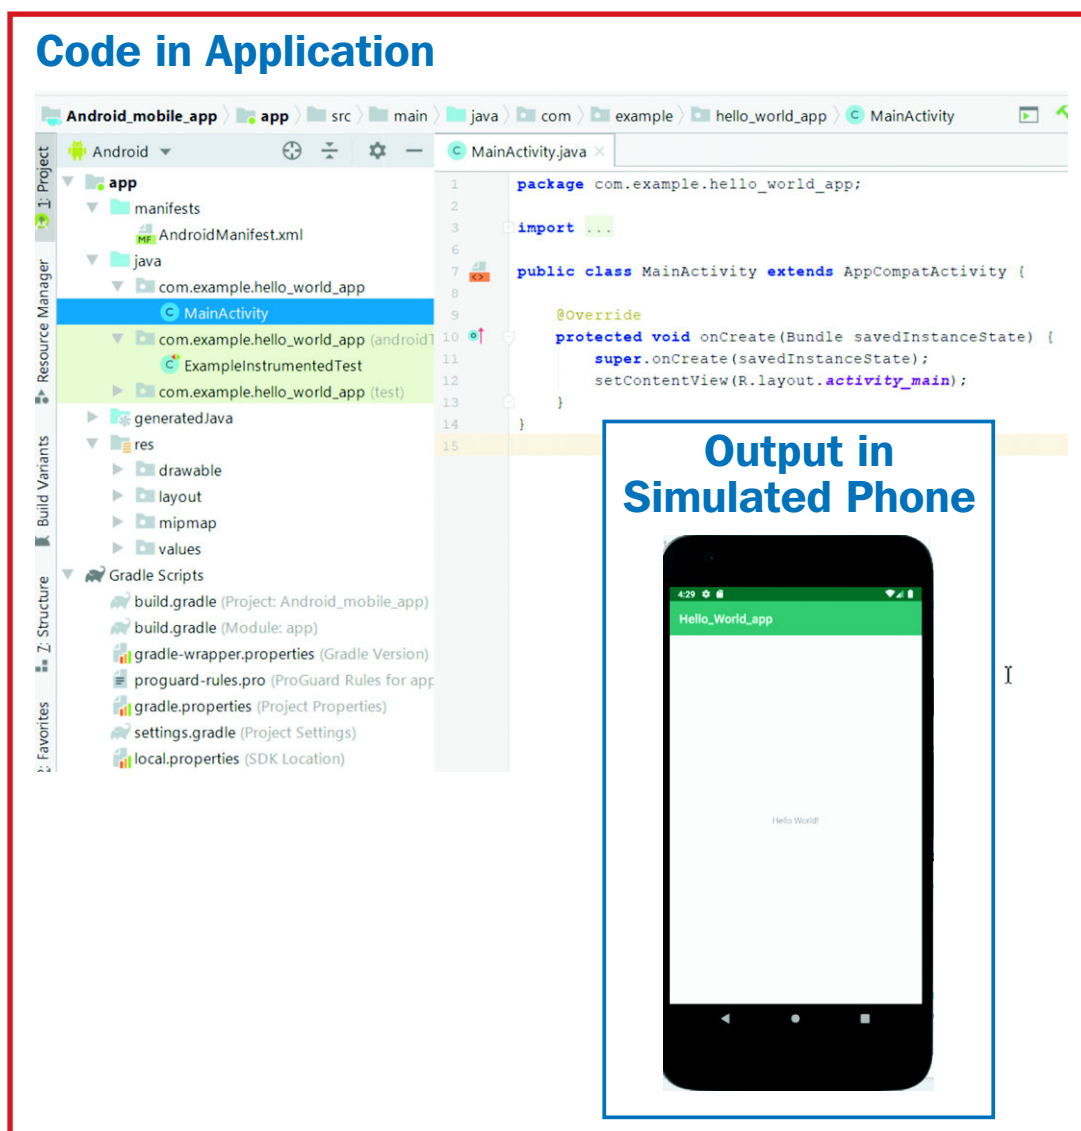 Code in Application
Android_mobile_app app src main java com example hello_world_app MainActivity
1: Project
Resource Manager
Build Variants
Z: Structure
2: Favorites
Android
app
manifests
AndroidManifest.xml
java
com.example.hello_world_app
MainActivity
com.example.hello_world_app (androidT
ExampleInstrumentedTest
com.example.hello_world_app (test)
generatedJava
res
drawable
layout
mipmap
values
Gradle Scripts
build.gradle (Project: Android_mobile_app)
build.gradle (Module: app)
gradle-wrapper.properties (Gradle Version)
proguard-rules.pro (ProGuard Rules for app
gradle.properties (Project Properties)
settings.gradle (Project Settings)
local.properties (SDK Location)
MainActivity.java
1 package com.example.hello_world_app;
2
3 import ...
6
7 public class MainActivity extends AppCompatActivity {
8
9 @Override
10 protected void onCreate(Bundle savedInstanceState) {
11 super.onCreate(savedInstanceState);
12 setContentView(R.layout.activity_main);
13 }
14 }
15
Output in
Simulated Phone
4:29
Hello_World_app
Hello World!